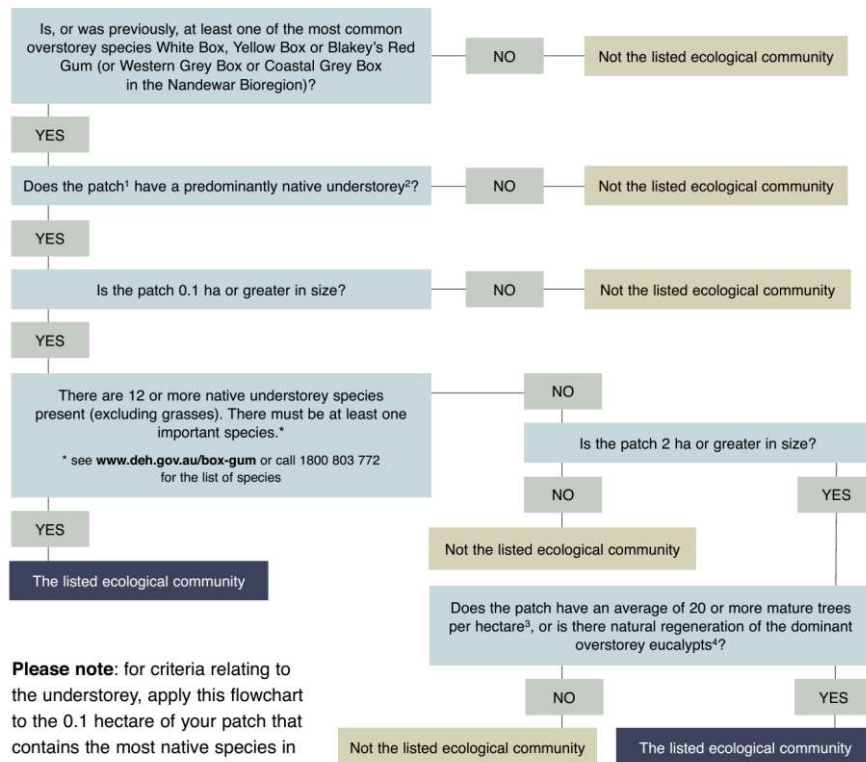 Is, or was previously, at least one of the most common
overstorey species White Box, Yellow Box or Blakey's Red
Gum (or Western Grey Box or Coastal Grey Box
in the Nandewar Bioregion)?
NO
Not the listed ecological community
YES
Does the patch¹ have a predominantly native understorey²?
NO
Not the listed ecological community
YES
Is the patch 0.1 ha or greater in size?
NO
Not the listed ecological community
YES
There are 12 or more native understorey species
present (excluding grasses). There must be at least one
important species.*
* see www.deh.gov.au/box-gum or call 1800 803 772
for the list of species
NO
Is the patch 2 ha or greater in size?
NO
YES
Not the listed ecological community
YES
The listed ecological community
Does the patch have an average of 20 or more mature trees
per hectare³, or is there natural regeneration of the dominant
overstorey eucalypts⁴?
NO
YES
Not the listed ecological community
The listed ecological community
Please note: for criteria relating to
the understorey, apply this flowchart
to the 0.1 hectare of your patch that
contains the most native species in